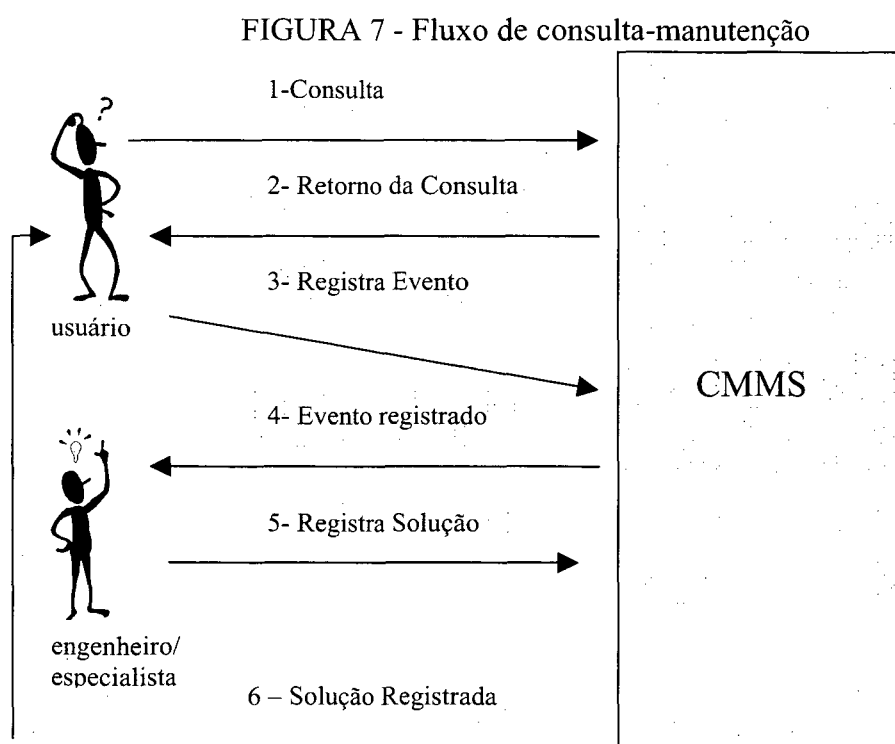 FIGURA 7 - Fluxo de consulta-manutenção
1-Consulta
?
2- Retorno da Consulta
3- Registra Evento
usuário
CMMS
4- Evento registrado
5- Registra Solução
engenheiro/
especialista
6 – Solução Registrada